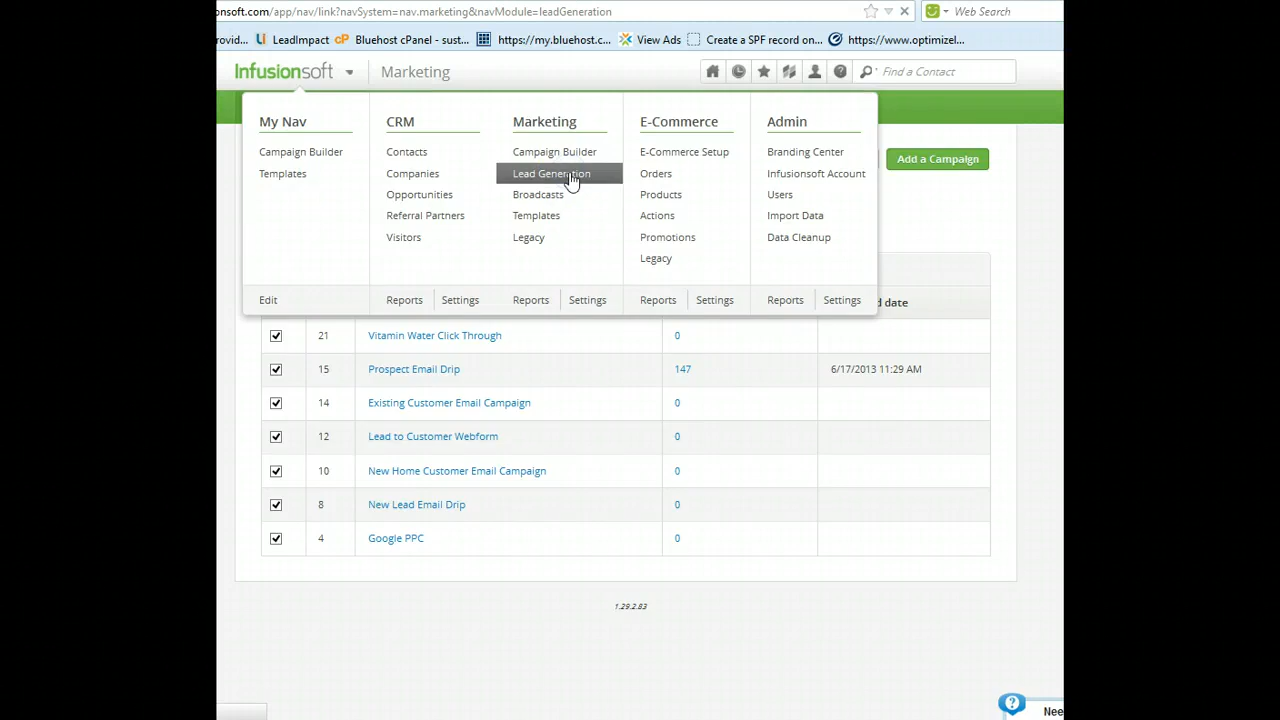 onsoft.com/app/nav/link?navSystem=nav.marketing&navModule=leadGeneration
Web Search
LeadImpact
Bluehost cPanel - sust...
https://my.bluehost.c...
View Ads
Create a SPF record on...
https://www.optimizel...
Infusionsoft
Marketing
Find a Contact
My Nav
CRM
Marketing
E-Commerce
Admin
Campaign Builder
Contacts
Campaign Builder
E-Commerce Setup
Branding Center
Add a Campaign
Templates
Companies
Lead Generation
Orders
Infusionsoft Account
Opportunities
Broadcasts
Products
Users
Referral Partners
Templates
Actions
Import Data
Visitors
Legacy
Promotions
Data Cleanup
Legacy
Edit
Reports
Settings
Reports
Settings
Reports
Settings
Reports
Settings
date
21 Vitamin Water Click Through 0
15 Prospect Email Drip 147 6/17/2013 11:29 AM
14 Existing Customer Email Campaign 0
12 Lead to Customer Webform 0
10 New Home Customer Email Campaign 0
8 New Lead Email Drip 0
4 Google PPC 0
1.29.2.83
Nee